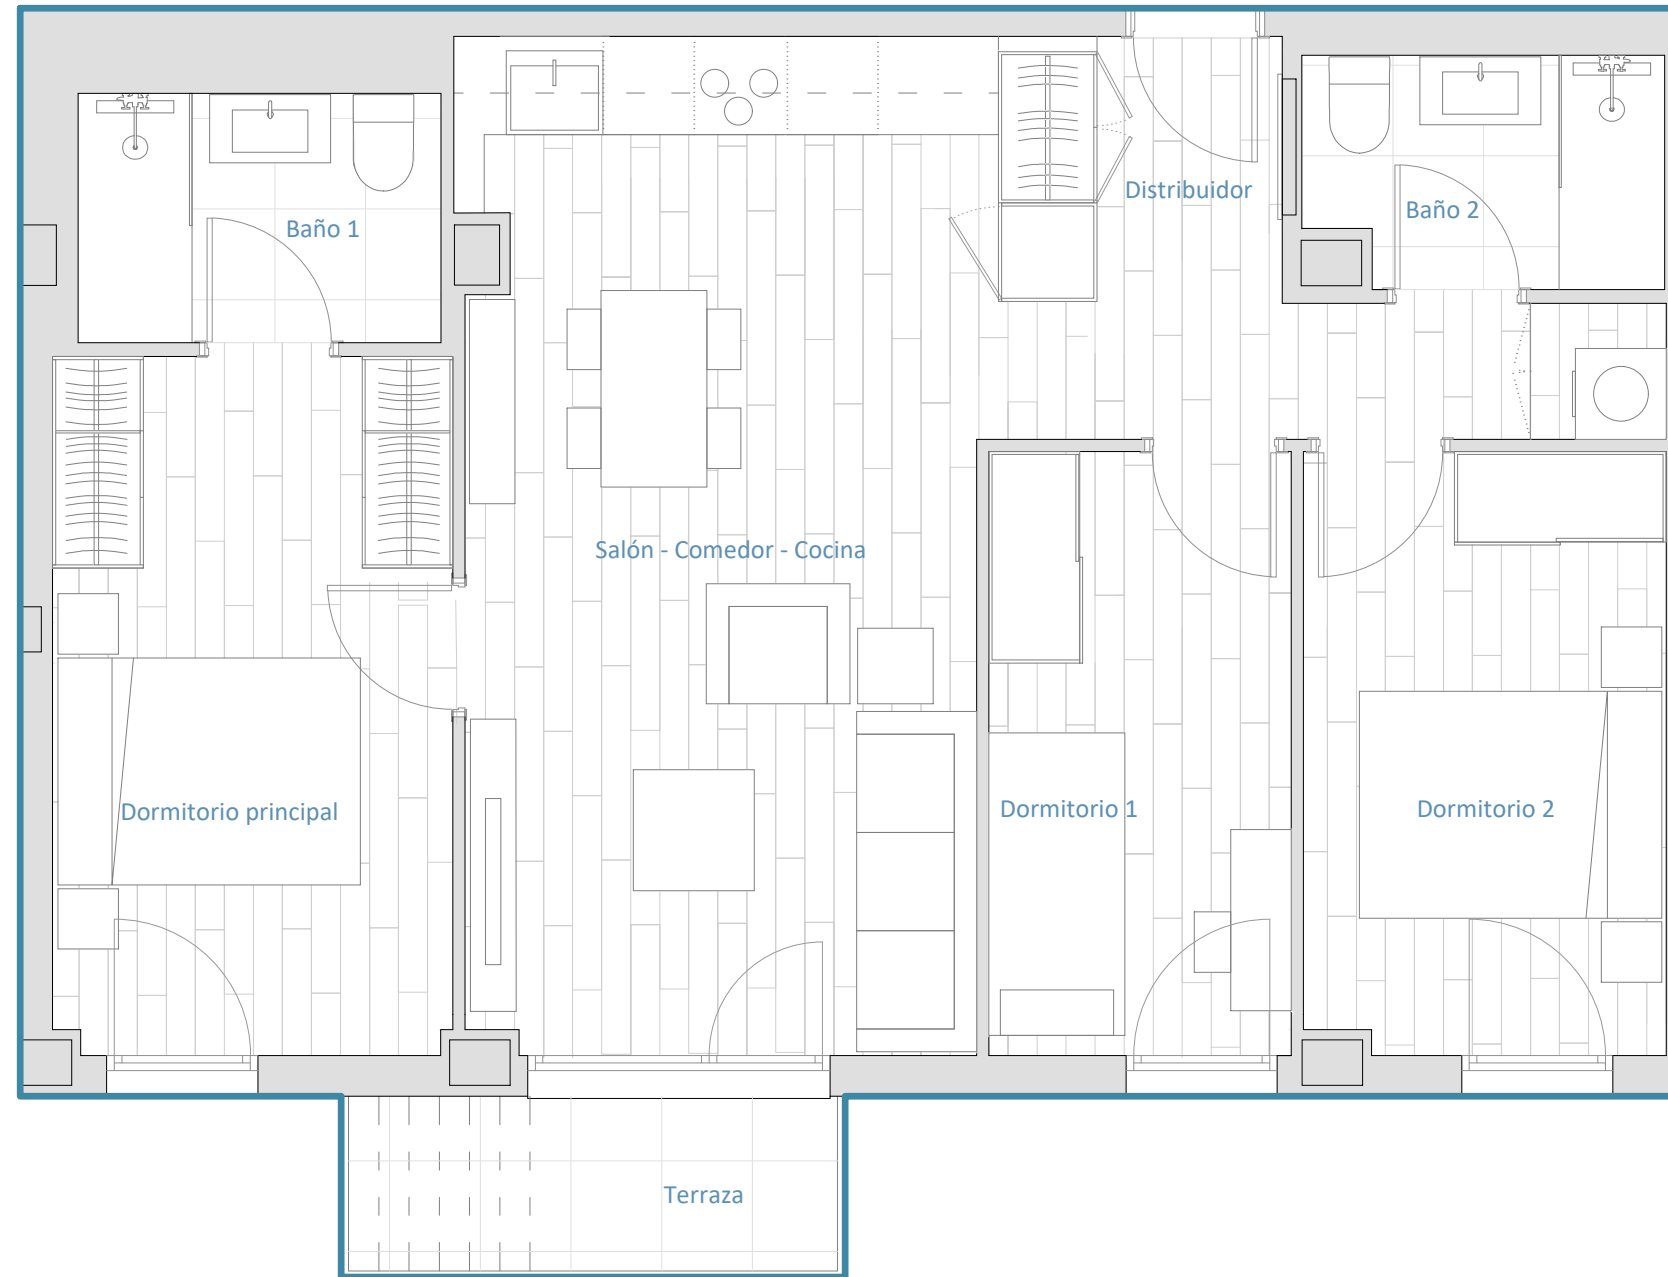 Distribuidor
Baño 2
Baño 1
Salón - Comedor - Cocina
Dormitorio principal
Dormitorio 1
Dormitorio 2
Terraza